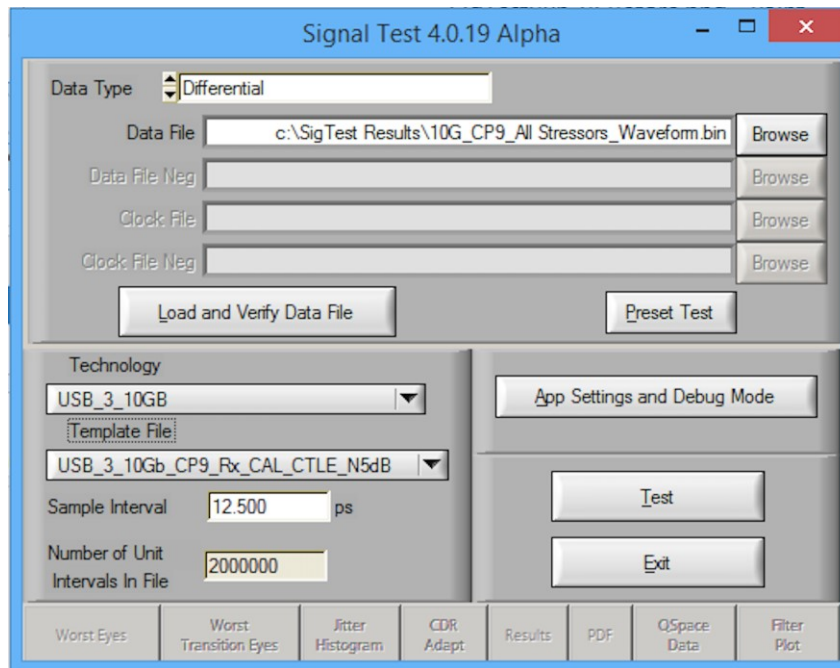 Signal Test 4.0.19 Alpha
Data Type Differential
Data File c:\SigTest Results\10G_CP9_All Stressors_Waveform.bin Browse
Data File Neg Browse
Clock File Browse
Clock File Neg Browse
Load and Verify Data File Preset Test
Technology
USB_3_10GB
Template File
USB_3_10Gb_CP9_Rx_CAL_CTLE_N5dB
App Settings and Debug Mode
Sample Interval 12.500 ps
Number of Unit
Intervals In File 2000000
Test
Exit
Worst Eyes
Worst
Transition Eyes
Jitter
Histogram
CDR
Adapt
Results
PDF
QSpace
Data
Filter
Plot